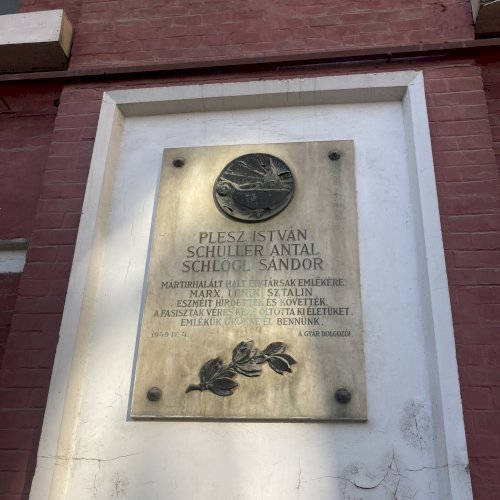 PLESZ ISTVÁN
SCHULLER ANTAL
SCHLÖGL SÁNDOR
MÁRTIRHALÁLT HALT ELVTÁRSAK EMLÉKÉRE.
MARX, LENIN, SZTALIN
ESZMÉIT HIRDETTÉK ÉS KÖVETTÉK.
A FASISZTÁK VÉRES KEZE OLTOTTA KI ÉLETÜKET.
EMLÉKÜK ÖRÖKKÉ ÉL BENNÜNK.
1949 IV. 4. A GYÁR DOLGOZÓI.